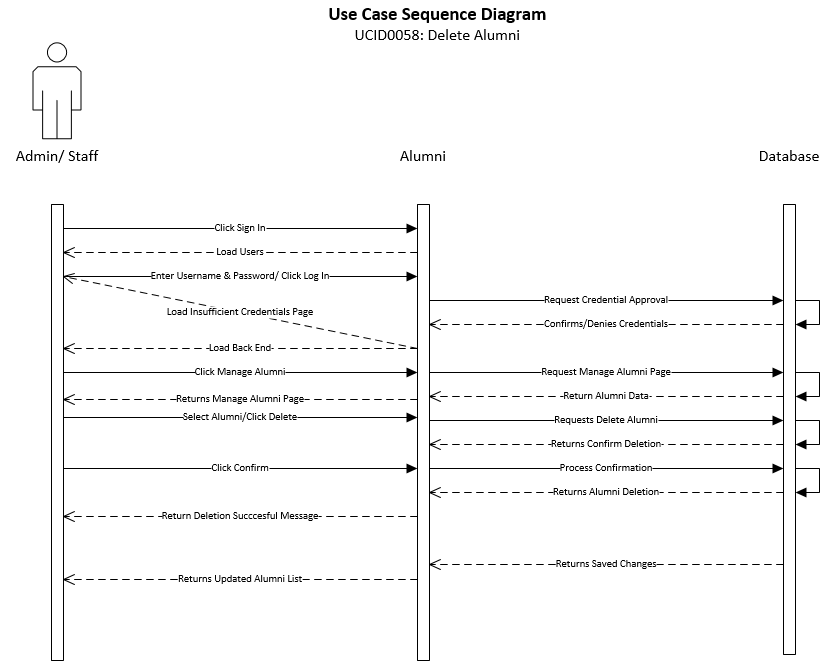 Use Case Sequence Diagram
UCID0058: Delete Alumni
Admin/ Staff
Alumni
Database
Click Sign In
Load Users
Enter Username & Password/ Click Log In
Request Credential Approval
Load Insufficient Credentials Page
Confirms/Denies Credentials
Load Back End
Click Manage Alumni
Request Manage Alumni Page
Returns Manage Alumni Page
Return Alumni Data
Select Alumni/Click Delete
Requests Delete Alumni
Returns Confirm Deletion
Click Confirm
Process Confirmation
Returns Alumni Deletion
Return Deletion Succcesful Message
Returns Saved Changes
Returns Updated Alumni List